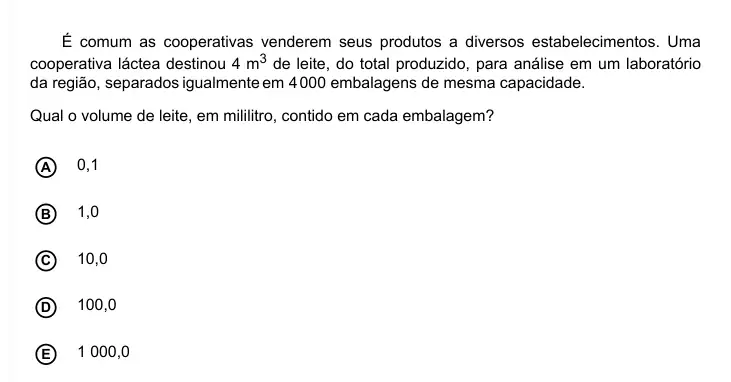 É comum as cooperativas venderem seus produtos a diversos estabelecimentos. Uma
cooperativa láctea destinou 4 m³ de leite, do total produzido, para análise em um laboratório
da região, separados igualmente em 4 000 embalagens de mesma capacidade.
Qual o volume de leite, em mililitro, contido em cada embalagem?
A 0,1
B 1,0
C 10,0
D 100,0
E 1 000,0